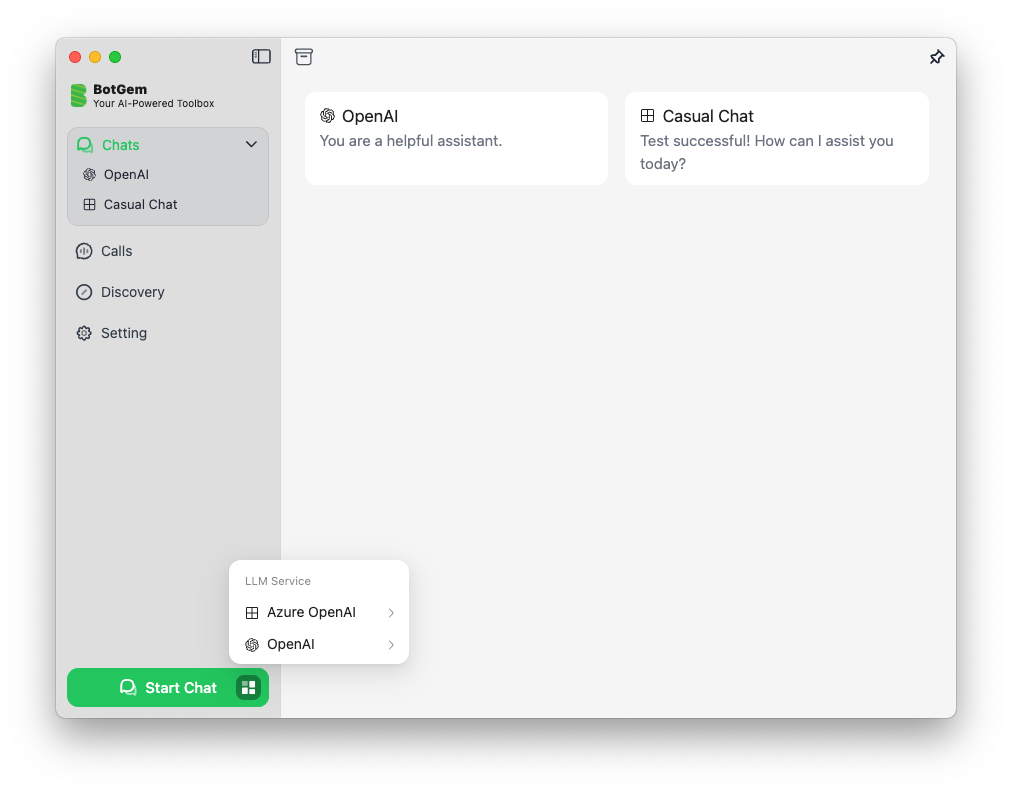 BotGem
Your AI-Powered Toolbox
Chats
OpenAI
Casual Chat
Calls
Discovery
Setting
OpenAI
You are a helpful assistant.
Casual Chat
Test successful! How can I assist you
today?
LLM Service
Azure OpenAI
OpenAI
Start Chat